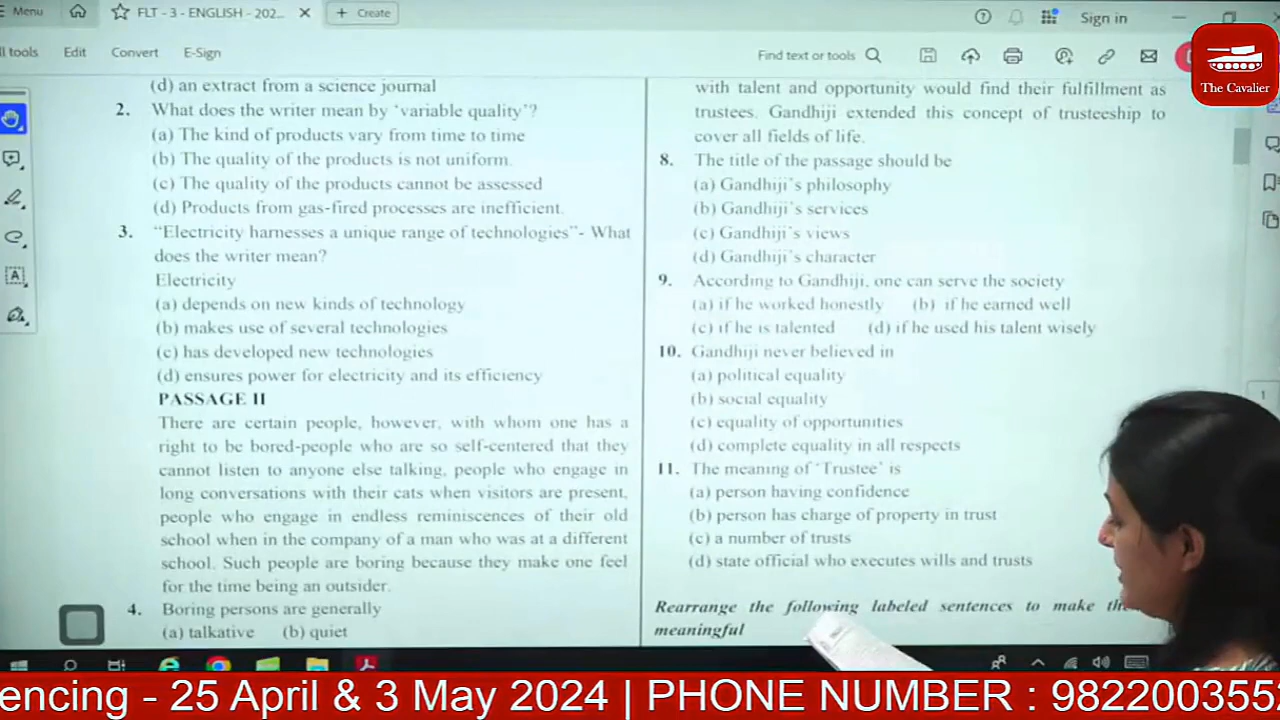 Menu
FLT - 3 - ENGLISH - 202...
+ Create
Sign in
The Cavalier
ll tools
Edit
Convert
E-Sign
Find text or tools
(d) an extract from a science journal
2. What does the writer mean by ‘variable quality’?
(a) The kind of products vary from time to time
(b) The quality of the products is not uniform.
(c) The quality of the products cannot be assessed
(d) Products from gas-fired processes are inefficient.
3. “Electricity harnesses a unique range of technologies”- What
does the writer mean?
Electricity
(a) depends on new kinds of technology
(b) makes use of several technologies
(c) has developed new technologies
(d) ensures power for electricity and its efficiency
PASSAGE II
There are certain people, however, with whom one has a
right to be bored-people who are so self-centered that they
cannot listen to anyone else talking, people who engage in
long conversations with their cats when visitors are present,
people who engage in endless reminiscences of their old
school when in the company of a man who was at a different
school. Such people are boring because they make one feel
for the time being an outsider.
4. Boring persons are generally
(a) talkative (b) quiet
with talent and opportunity would find their fulfillment as
trustees. Gandhiji extended this concept of trusteeship to
cover all fields of life.
8. The title of the passage should be
(a) Gandhiji’s philosophy
(b) Gandhiji’s services
(c) Gandhiji’s views
(d) Gandhiji’s character
9. According to Gandhiji, one can serve the society
(a) if he worked honestly (b) if he earned well
(c) if he is talented (d) if he used his talent wisely
10. Gandhiji never believed in
(a) political equality
(b) social equality
(c) equality of opportunities
(d) complete equality in all respects
11. The meaning of ‘Trustee’ is
(a) person having confidence
(b) person has charge of property in trust
(c) a number of trusts
(d) state official who executes wills and trusts
Rearrange the following labeled sentences to make
meaningful
1
encing - 25 April & 3 May 2024 | PHONE NUMBER : 9822003552